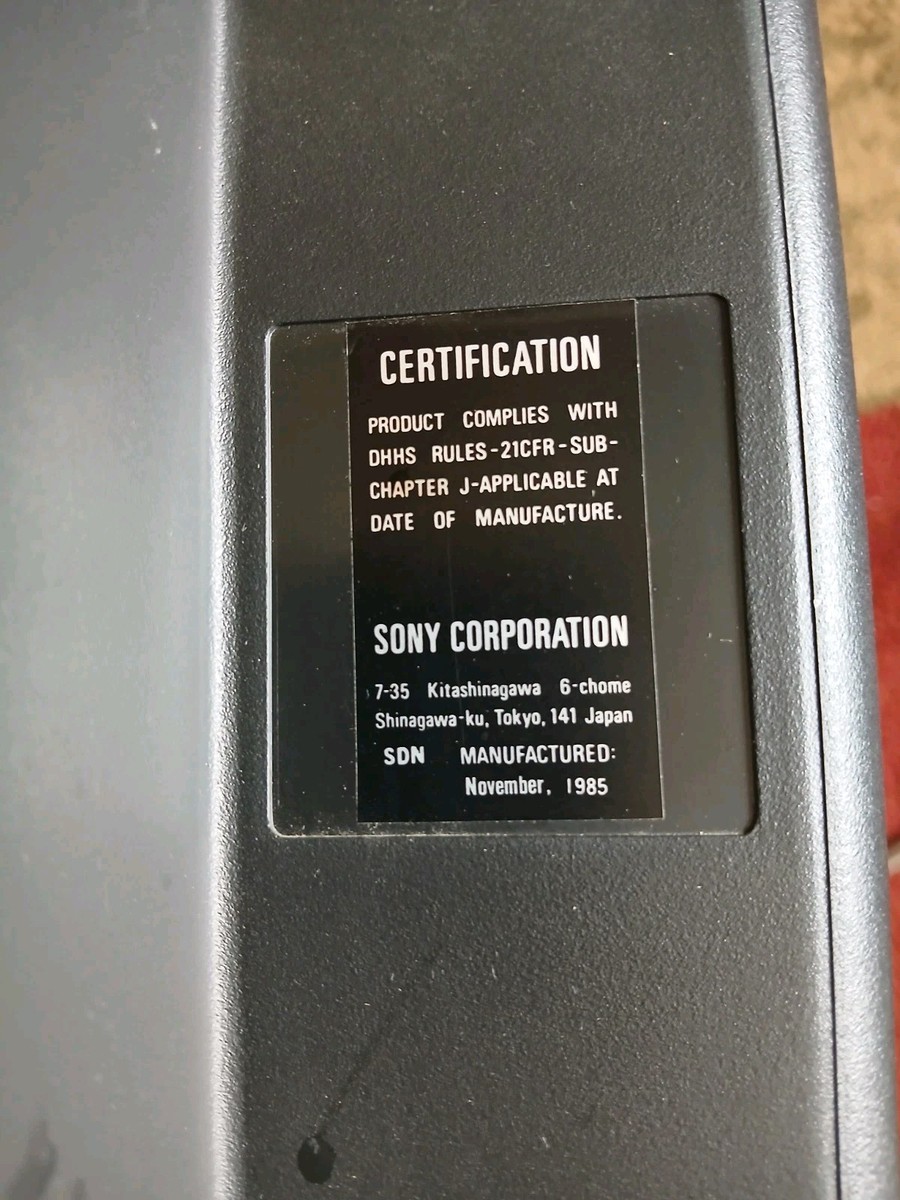 CERTIFICATION
PRODUCT COMPLIES WITH
DHHS RULES-21CFR-SUB-
CHAPTER J-APPLICABLE AT
DATE OF MANUFACTURE.
SONY CORPORATION
7-35 Kitashinagawa 6-chome
Shinagawa-ku, Tokyo, 141 Japan
SDN MANUFACTURED:
November, 1985